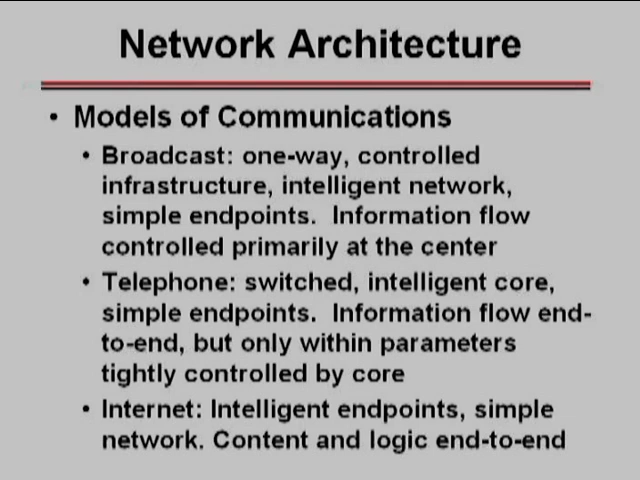 Network Architecture
• Models of Communications
• Broadcast: one-way, controlled
infrastructure, intelligent network,
simple endpoints.  Information flow
controlled primarily at the center
• Telephone: switched, intelligent core,
simple endpoints.  Information flow end-
to-end, but only within parameters
tightly controlled by core
• Internet: Intelligent endpoints, simple
network. Content and logic end-to-end